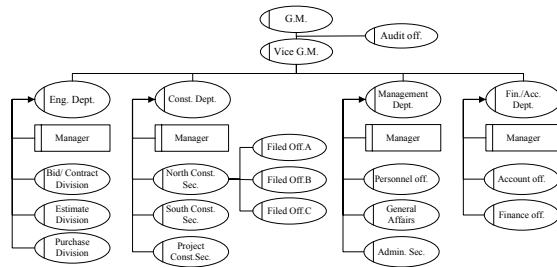 G.M.
Audit off.
Vice G.M.
Eng. Dept.
Const. Dept.
Management
Dept.
Fin./Acc.
Dept.
Manager
Manager
Manager
Manager
Bid/ Contract
Division
North Const.
Sec.
Filed Off.A
Filed Off.B
Filed Off.C
Personnel off.
Account off.
Estimate
Division
South Const.
Sec.
General
Affairs
Finance off.
Purchase
Division
Project
Const.Sec.
Admin. Sec.